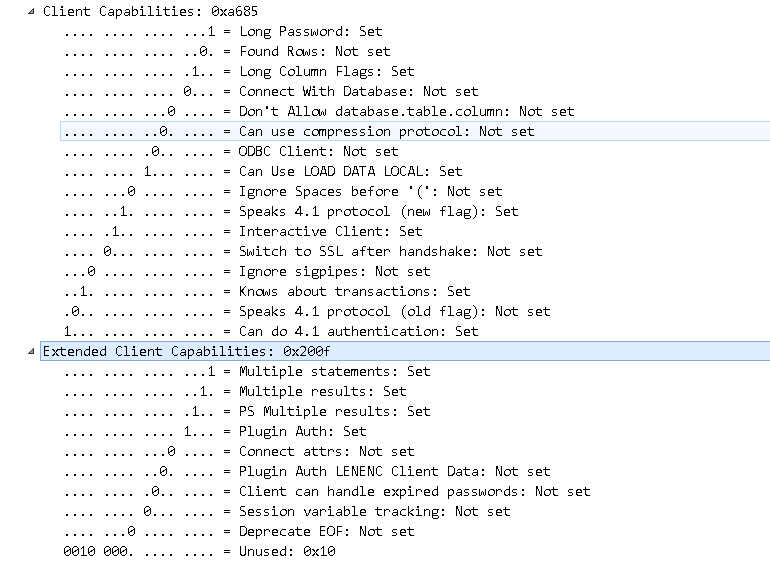 Client Capabilities: 0xa685
.... .... .... ...1 = Long Password: Set
.... .... .... ..0. = Found Rows: Not set
.... .... .... .1.. = Long Column Flags: Set
.... .... .... 0... = Connect With Database: Not set
.... .... ...0 .... = Don't Allow database.table.column: Not set
.... .... ..0. .... = Can use compression protocol: Not set
.... .... .0.. .... = ODBC Client: Not set
.... .... 1... .... = Can Use LOAD DATA LOCAL: Set
.... ...0 .... .... = Ignore Spaces before '(': Not set
.... ..1. .... .... = Speaks 4.1 protocol (new flag): Set
.... .1.. .... .... = Interactive Client: Set
.... 0... .... .... = Switch to SSL after handshake: Not set
...0 .... .... .... = Ignore sigpipes: Not set
..1. .... .... .... = Knows about transactions: Set
.0.. .... .... .... = Speaks 4.1 protocol (old flag): Not set
1... .... .... .... = Can do 4.1 authentication: Set
Extended Client Capabilities: 0x200f
.... .... .... ...1 = Multiple statements: Set
.... .... .... ..1. = Multiple results: Set
.... .... .... .1.. = PS Multiple results: Set
.... .... .... 1... = Plugin Auth: Set
.... .... ...0 .... = Connect attrs: Not set
.... .... ..0. .... = Plugin Auth LENENC Client Data: Not set
.... .... .0.. .... = Client can handle expired passwords: Not set
.... .... 0... .... = Session variable tracking: Not set
.... ...0 .... .... = Deprecate EOF: Not set
0010 000. .... .... = Unused: 0x10